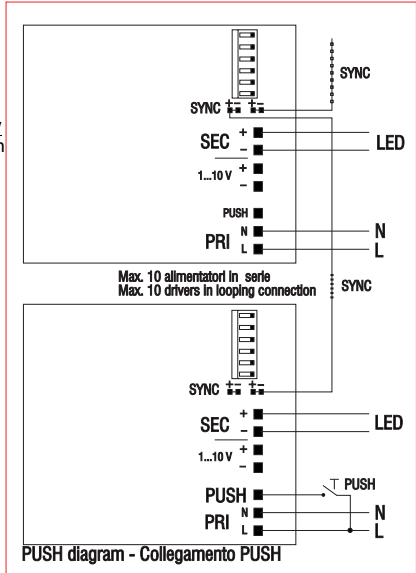 SYNC
SYNC + - + -
SEC + - LED
1...10 V + -
PUSH
PRI N L N L
Max. 10 alimentatori in serie
Max. 10 drivers in looping connection
SYNC
SYNC + - + -
SEC + - LED
1...10 V + -
PUSH PUSH
PRI N L N L
PUSH diagram - Collegamento PUSH